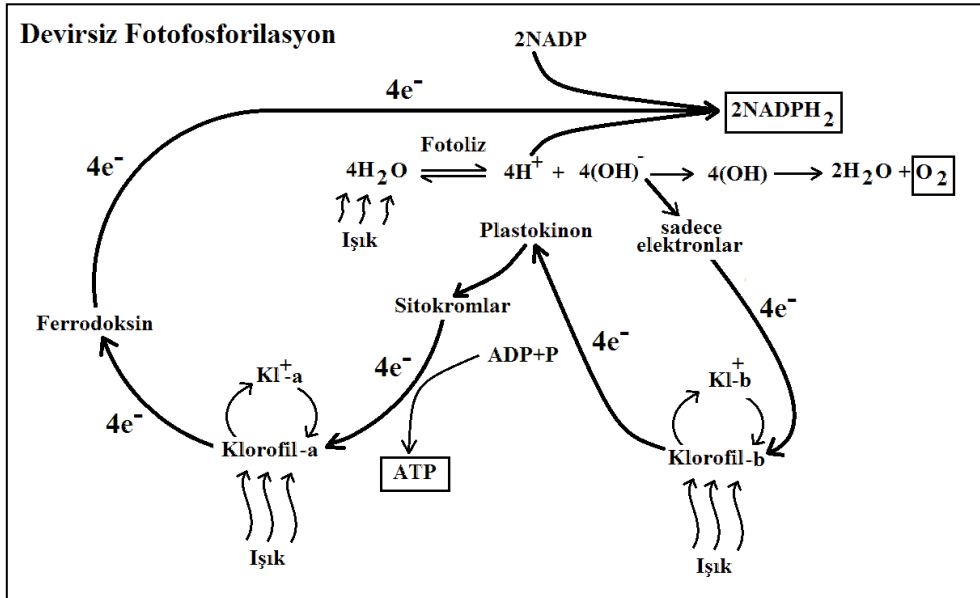 Devirsiz Fotofosforilasyon
2NADP
4e⁻
2NADPH₂
4e⁻
Fotoliz
4H₂O ⇌ 4H⁺ + 4(OH)⁻ → 4(OH) → 2H₂O + O₂
Işık
Plastokinon
sadece
elektronlar
Sitokromlar
Ferrodoksin
4e⁻
4e⁻
4e⁻
ADP+P
Kl⁺-a
Kl⁺-b
4e⁻
Klorofil-a
Klorofil-b
ATP
Işık
Işık